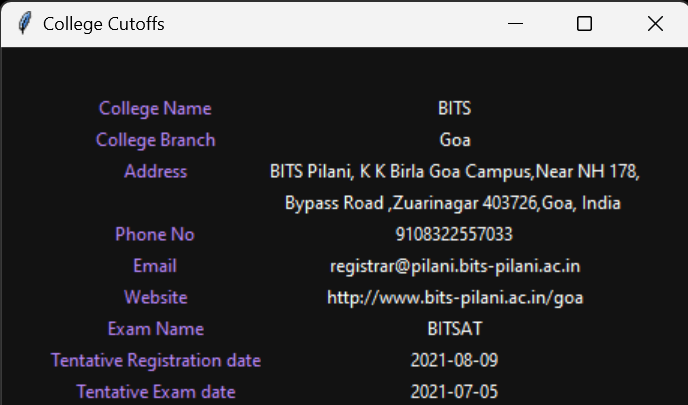 College Cutoffs
College Name BITS
College Branch Goa
Address BITS Pilani, K K Birla Goa Campus,Near NH 178,
Bypass Road ,Zuarinagar 403726,Goa, India
Phone No 9108322557033
Email registrar@pilani.bits-pilani.ac.in
Website http://www.bits-pilani.ac.in/goa
Exam Name BITSAT
Tentative Registration date 2021-08-09
Tentative Exam date 2021-07-05